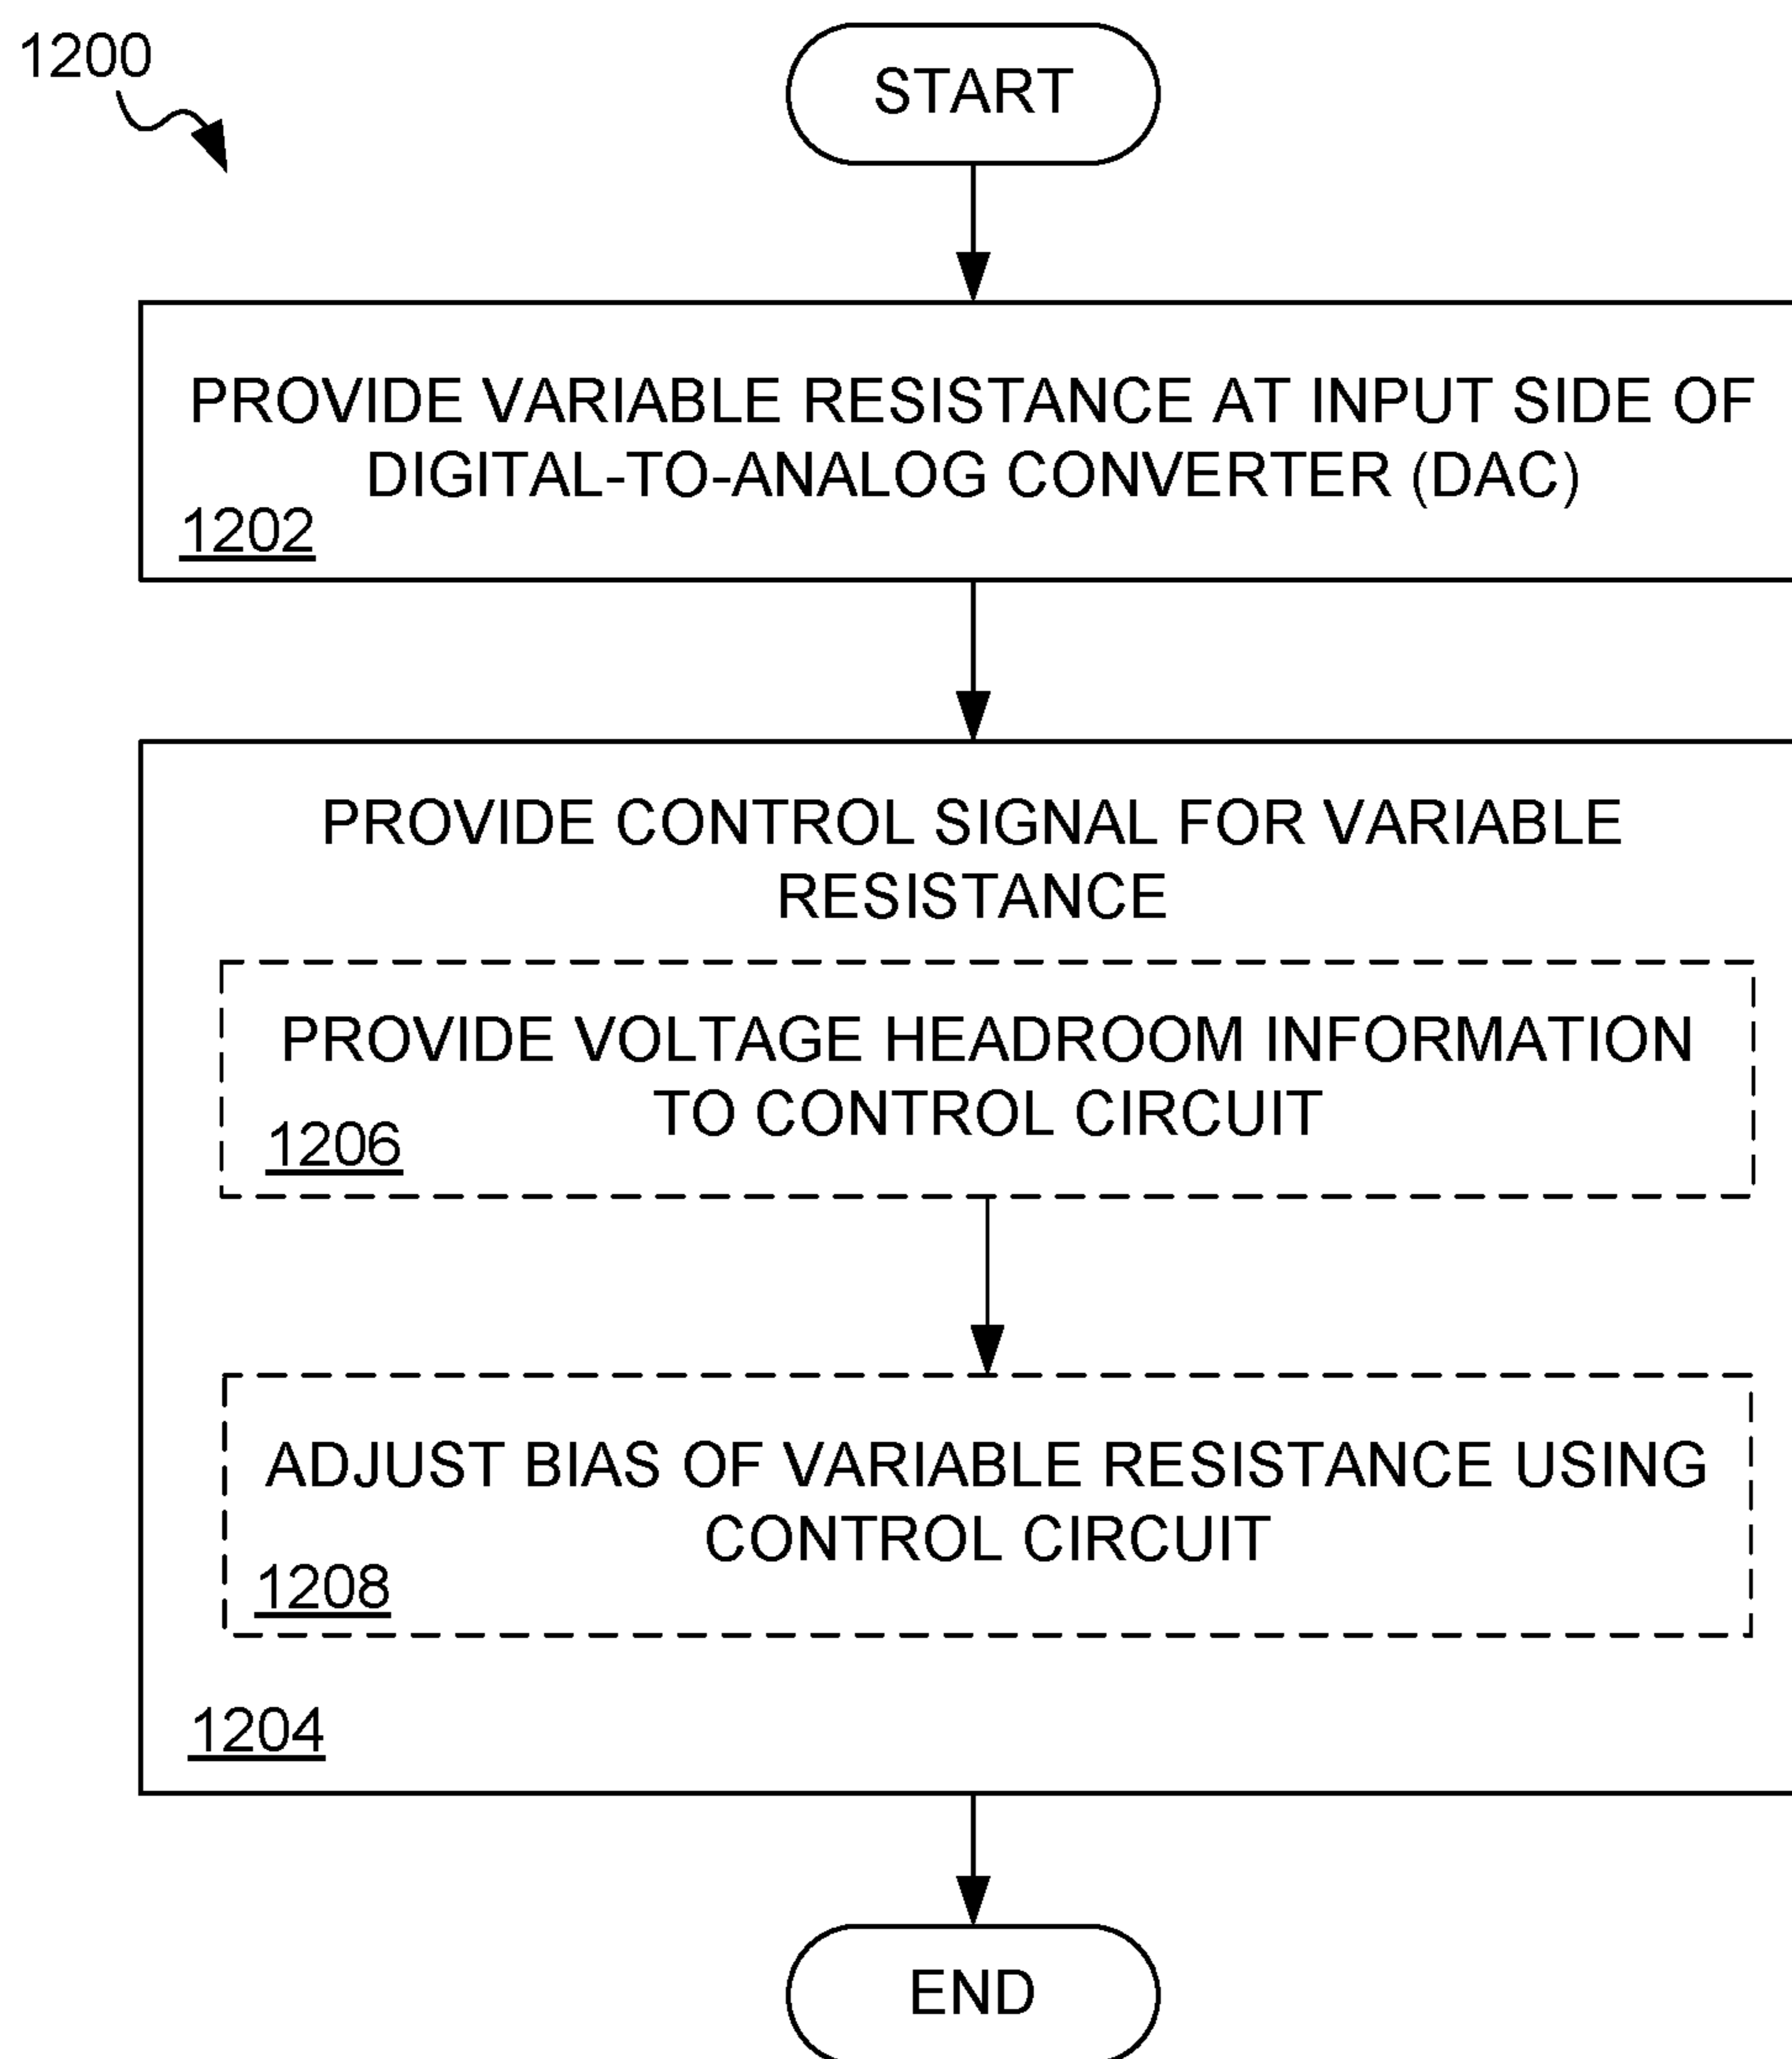 1200
START
PROVIDE VARIABLE RESISTANCE AT INPUT SIDE OF
DIGITAL-TO-ANALOG CONVERTER (DAC)
1202
PROVIDE CONTROL SIGNAL FOR VARIABLE
RESISTANCE
PROVIDE VOLTAGE HEADROOM INFORMATION
TO CONTROL CIRCUIT
1206
ADJUST BIAS OF VARIABLE RESISTANCE USING
CONTROL CIRCUIT
1208
1204
END